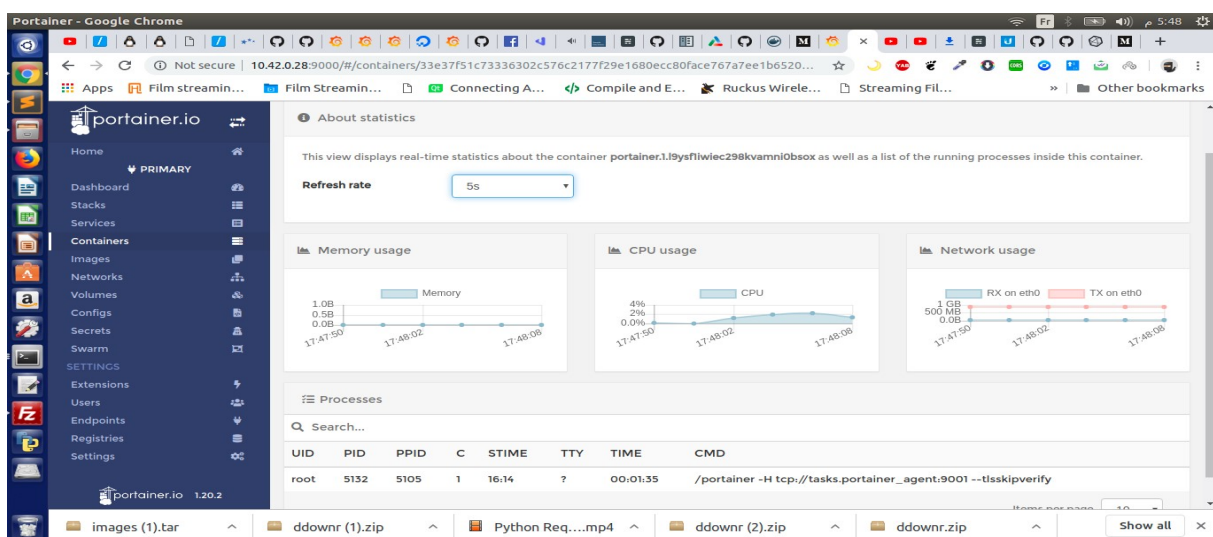 Portainer - Google Chrome
Fr
5:48 م
Not secure | 10.42.0.28:9000/#/containers/33e37f51c73336302c576c2177f29e1680ecc80face767a7ee1b6520...
Apps Film streamin... Film Streamin... Connecting A... Compile and E... Ruckus Wirele... Streaming Fil... » Other bookmarks
portainer.io
Home
PRIMARY
Dashboard
Stacks
Services
Containers
Images
Networks
Volumes
Configs
Secrets
Swarm
SETTINGS
Extensions
Users
Endpoints
Registries
Settings
portainer.io 1.20.2
About statistics
This view displays real-time statistics about the container portainer.1.l9ysf1iwiec298kvamni0bsox as well as a list of the running processes inside this container.
Refresh rate 5s
Memory usage
Memory
1.0B
0.5B
0.0B
17:47:50 17:48:02 17:48:08
CPU usage
CPU
4%
2%
0.0%
17:47:50 17:48:02 17:48:08
Network usage
RX on eth0 TX on eth0
1 GB
500 MB
0.0B
17:47:50 17:48:02 17:48:08
Processes
Search...
UID PID PPID C STIME TTY TIME CMD
root 5132 5105 1 16:14 ? 00:01:35 /portainer -H tcp://tasks.portainer_agent:9001 --tlsskipverify
Items per page 10
images (1).tar ddownr (1).zip Python Req....mp4 ddownr (2).zip ddownr.zip Show all